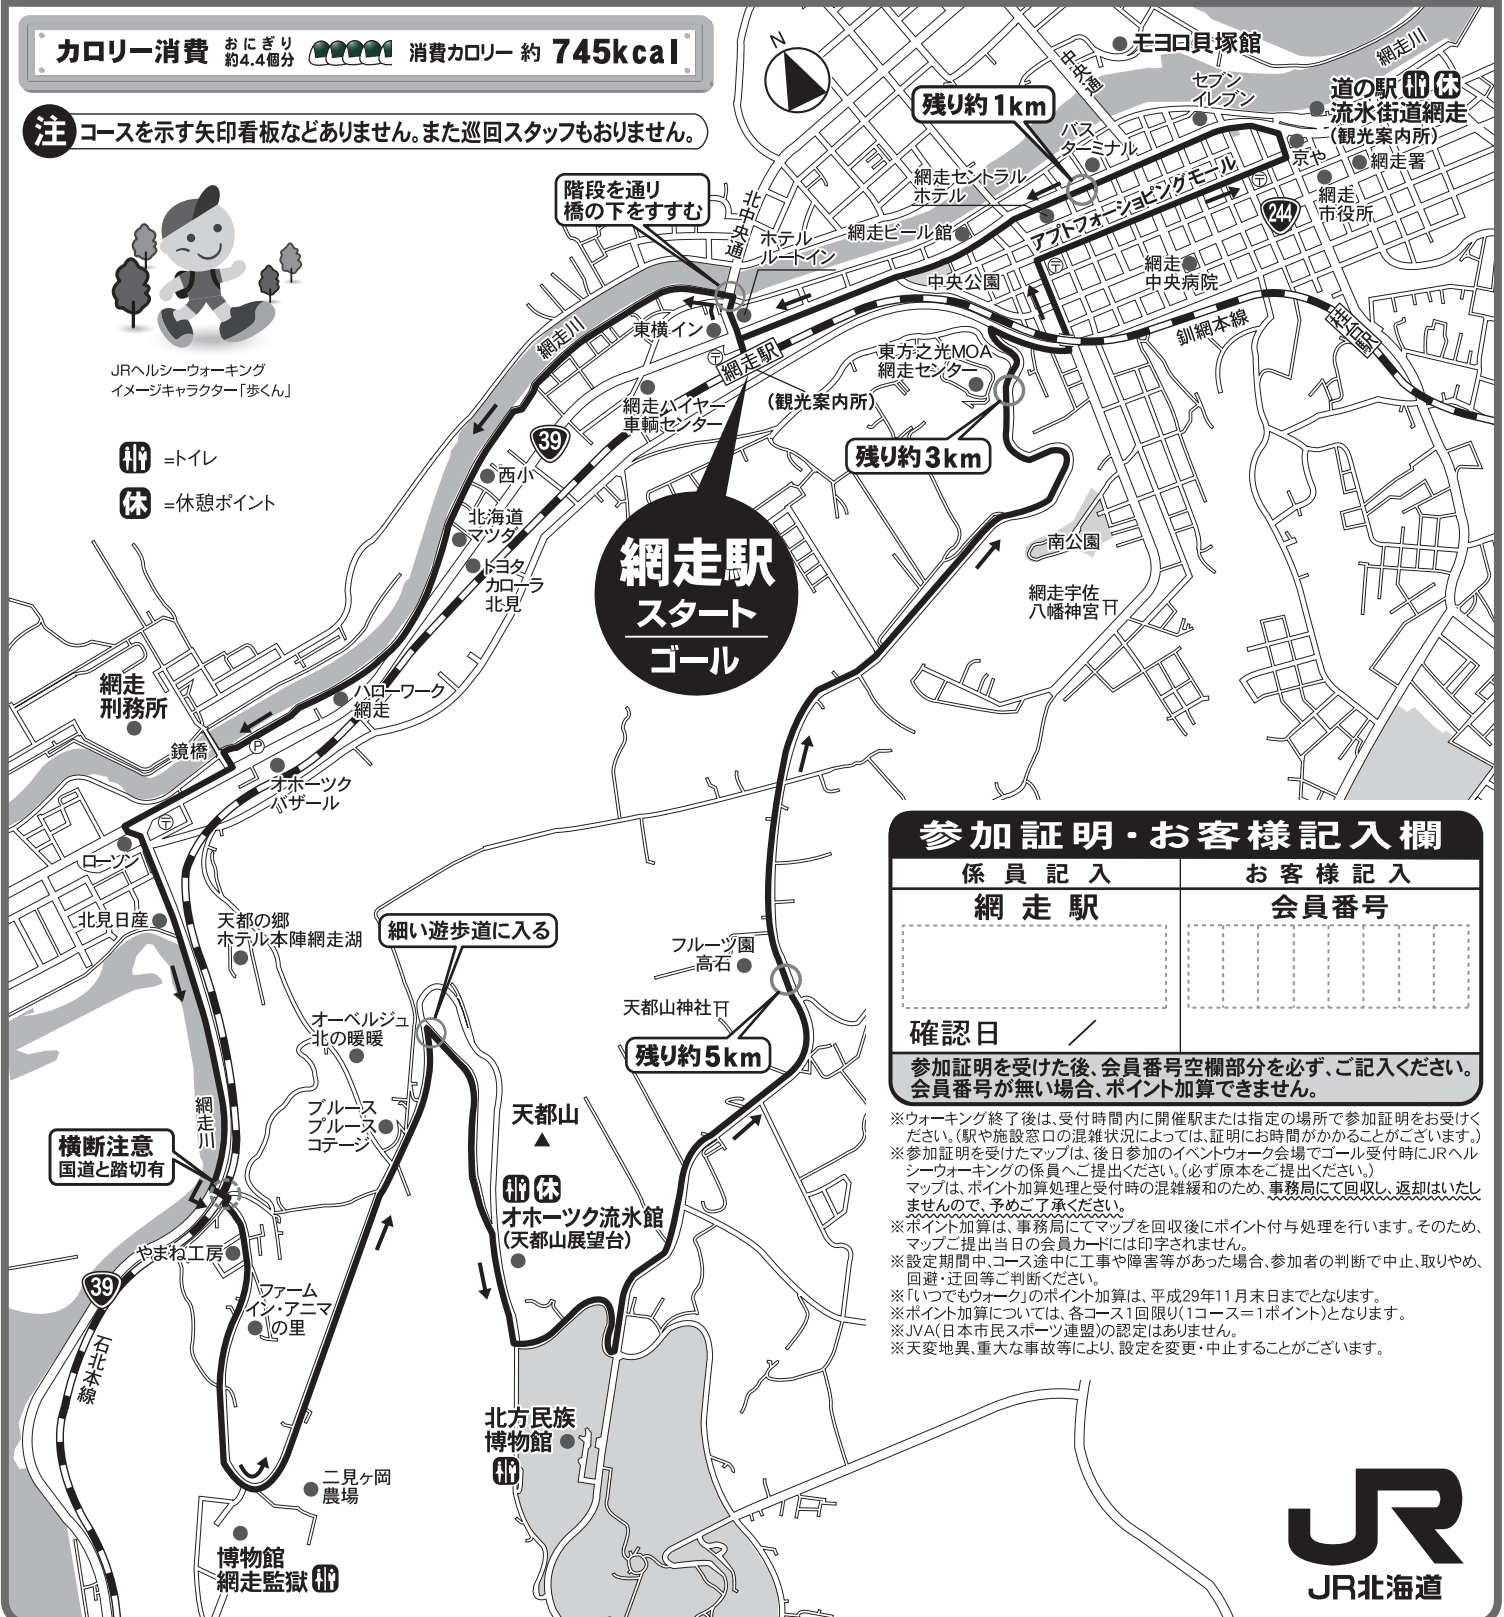 カロリー消費
おにぎり
約4.4個分
消費カロリー 約 745kcal
注 コースを示す矢印看板などありません。また巡回スタッフもおりません。
JRヘルシーウォーキング
イメージキャラクター「歩くん」
=トイレ
休 =休憩ポイント
N
中央通
モヨロ貝塚館
網走川
セブン
イレブン
道の駅 休
流氷街道網走
(観光案内所)
残り約1km
バス
ターミナル
京や
網走署
網走
市役所
244
網走セントラル
ホテル
アプトフォーショピングモール
〒
階段を通り
橋の下をすすむ
北中央通
ホテル
ルートイン
網走ビール館
中央公園
〒
網走
中央病院
釧網本線
桂台駅
東横イン
網走川
〒
網走駅
(観光案内所)
東方之光MOA
網走センター
網走ハイヤー
車輌センター
39
残り約3km
西小
北海道
マツダ
トヨタ
カローラ
北見
網走駅
スタート
ゴール
南公園
網走宇佐
八幡神宮
網走
刑務所
ハローワーク
網走
鏡橋
P
オホーツク
バザール
〒
ローソン
北見日産
天都の郷
ホテル本陣網走湖
細い遊歩道に入る
フルーツ園
高石
天都山神社
残り約5km
オーベルジュ
北の暖暖
網走川
ブルース
ブルース
コテージ
天都山
横断注意
国道と踏切有
休
オホーツク流氷館
(天都山展望台)
やまね工房
39
ファーム
イン・アニマ
の里
石北本線
北方民族
博物館
二見ヶ岡
農場
博物館
網走監獄
参加証明・お客様記入欄
係員記入
お客様記入
網走駅
会員番号
確認日 ／
参加証明を受けた後、会員番号空欄部分を必ず、ご記入ください。
会員番号が無い場合、ポイント加算できません。
※ウォーキング終了後は、受付時間内に開催駅または指定の場所で参加証明をお受けく
ださい。(駅や施設窓口の混雑状況によっては、証明にお時間がかかることがございます。)
※参加証明を受けたマップは、後日参加のイベントウォーク会場でゴール受付時にJRヘル
シーウォーキングの係員へご提出ください。(必ず原本をご提出ください。)
マップは、ポイント加算処理と受付時の混雑緩和のため、事務局にて回収し、返却はいたし
ませんので、予めご了承ください。
※ポイント加算は、事務局にてマップを回収後にポイント付与処理を行います。そのため、
マップご提出当日の会員カードには印字されません。
※設定期間中、コース途中に工事や障害等があった場合、参加者の判断で中止、取りやめ、
回避・迂回等ご判断ください。
※「いつでもウォーク」のポイント加算は、平成29年11月末日までとなります。
※ポイント加算については、各コース1回限り(1コース＝1ポイント)となります。
※JVA(日本市民スポーツ連盟)の認定はありません。
※天変地異、重大な事故等により、設定を変更・中止することがございます。
JR
JR北海道